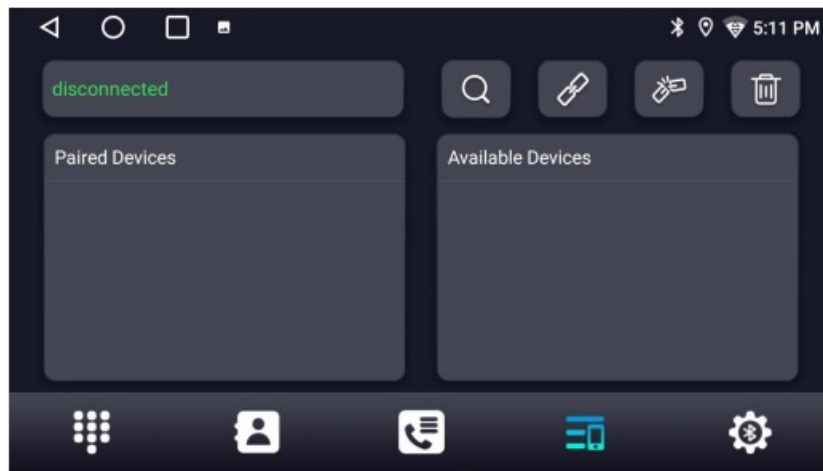 5:11 PM
disconnected
Paired Devices
Available Devices